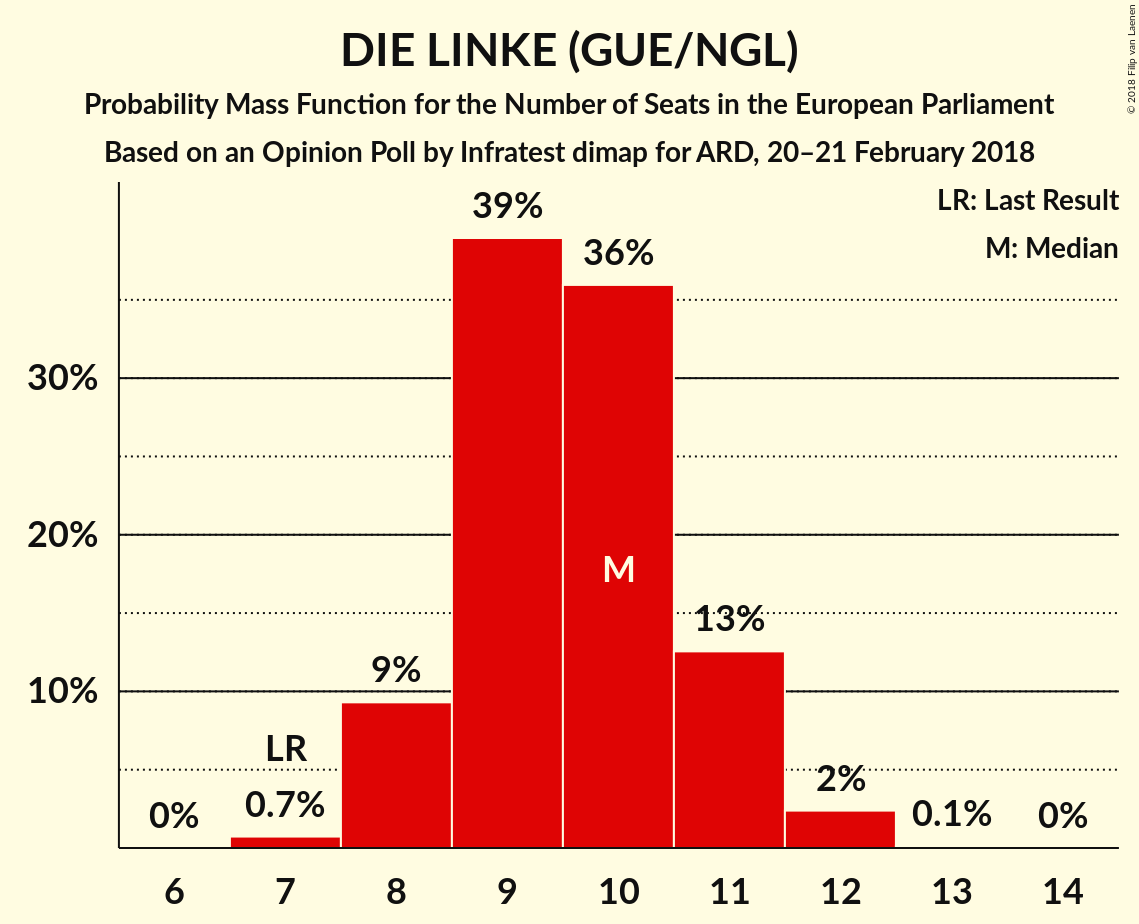 DIE LINKE (GUE/NGL)
Probability Mass Function for the Number of Seats in the European Parliament
Based on an Opinion Poll by Infratest dimap for ARD, 20–21 February 2018
© 2018 Filip van Laenen
LR: Last Result
M: Median
39%
36%
30%
20%
M
13%
9%
10%
LR
2%
0%
0.7%
0.1%
0%
6 7 8 9 10 11 12 13 14